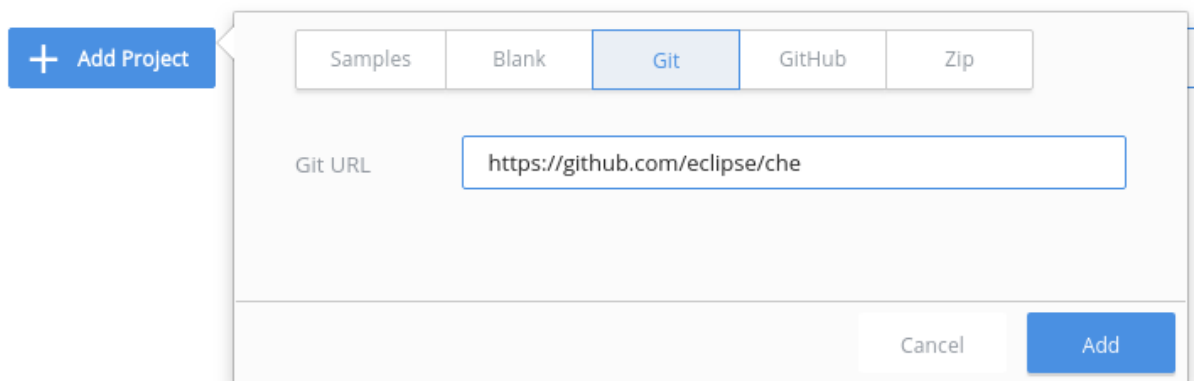 Add Project
Samples Blank Git GitHub Zip
Git URL https://github.com/eclipse/che
Cancel Add